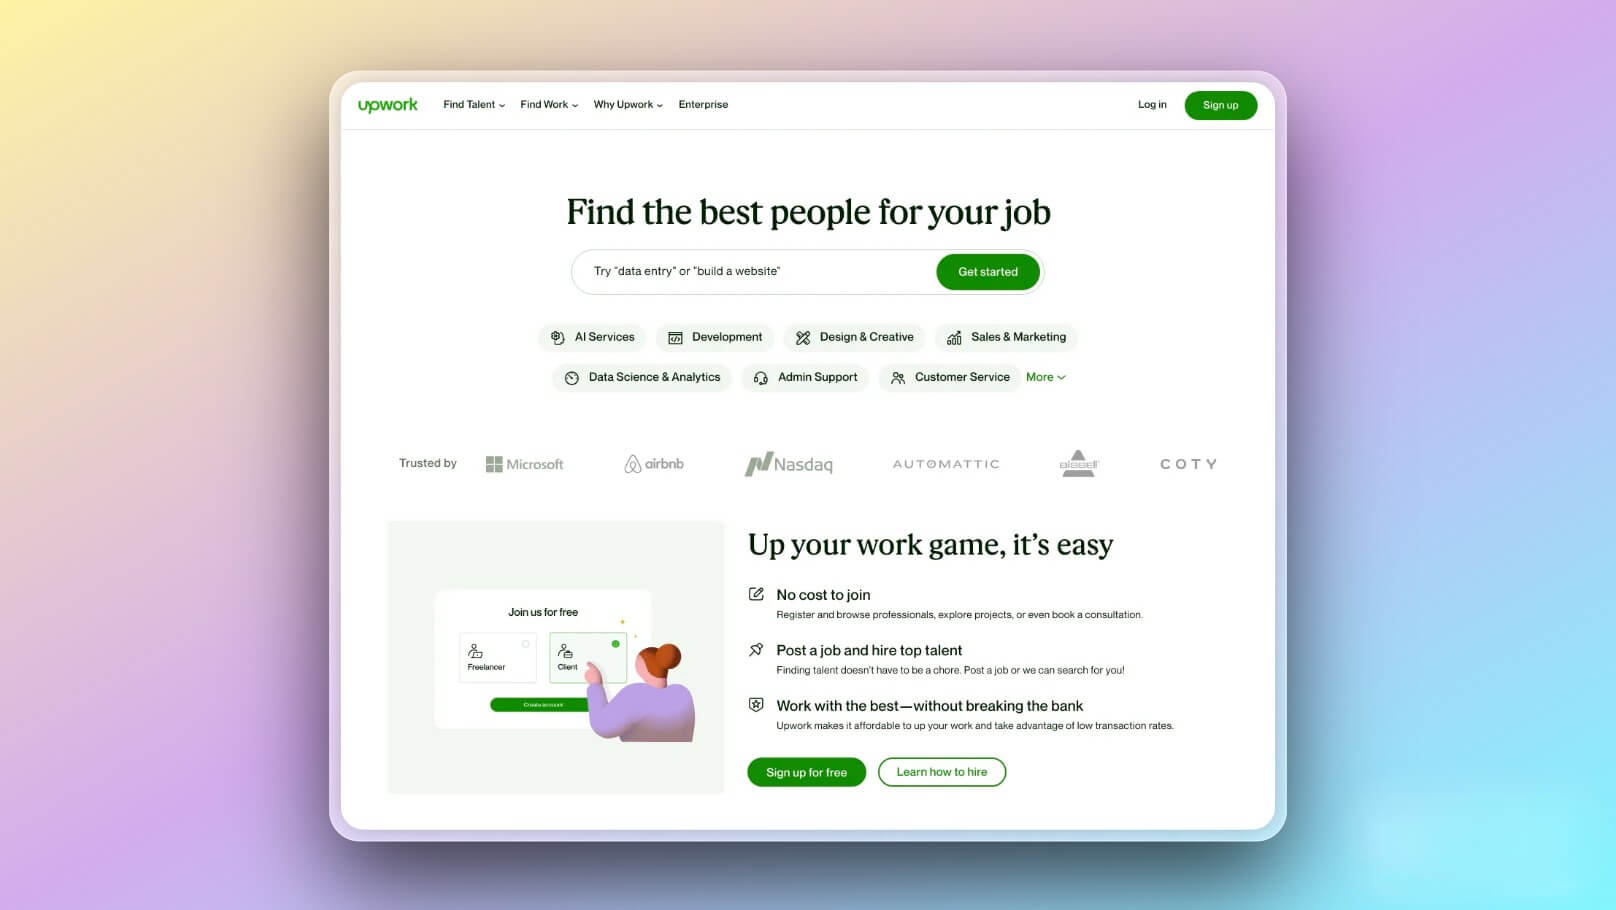 upwork Find Talent Find Work Why Upwork Enterprise Log in Sign up
Find the best people for your job
Try "data entry" or "build a website" Get started
AI Services Development Design & Creative Sales & Marketing
Data Science & Analytics Admin Support Customer Service More
Trusted by Microsoft airbnb Nasdaq AUTOMATTIC BISSELL COTY
Join us for free
Freelancer Client
Create account
Up your work game, it's easy
No cost to join
Register and browse professionals, explore projects, or even book a consultation.
Post a job and hire top talent
Finding talent doesn't have to be a chore. Post a job or we can search for you!
Work with the best—without breaking the bank
Upwork makes it affordable to up your work and take advantage of low transaction rates.
Sign up for free Learn how to hire